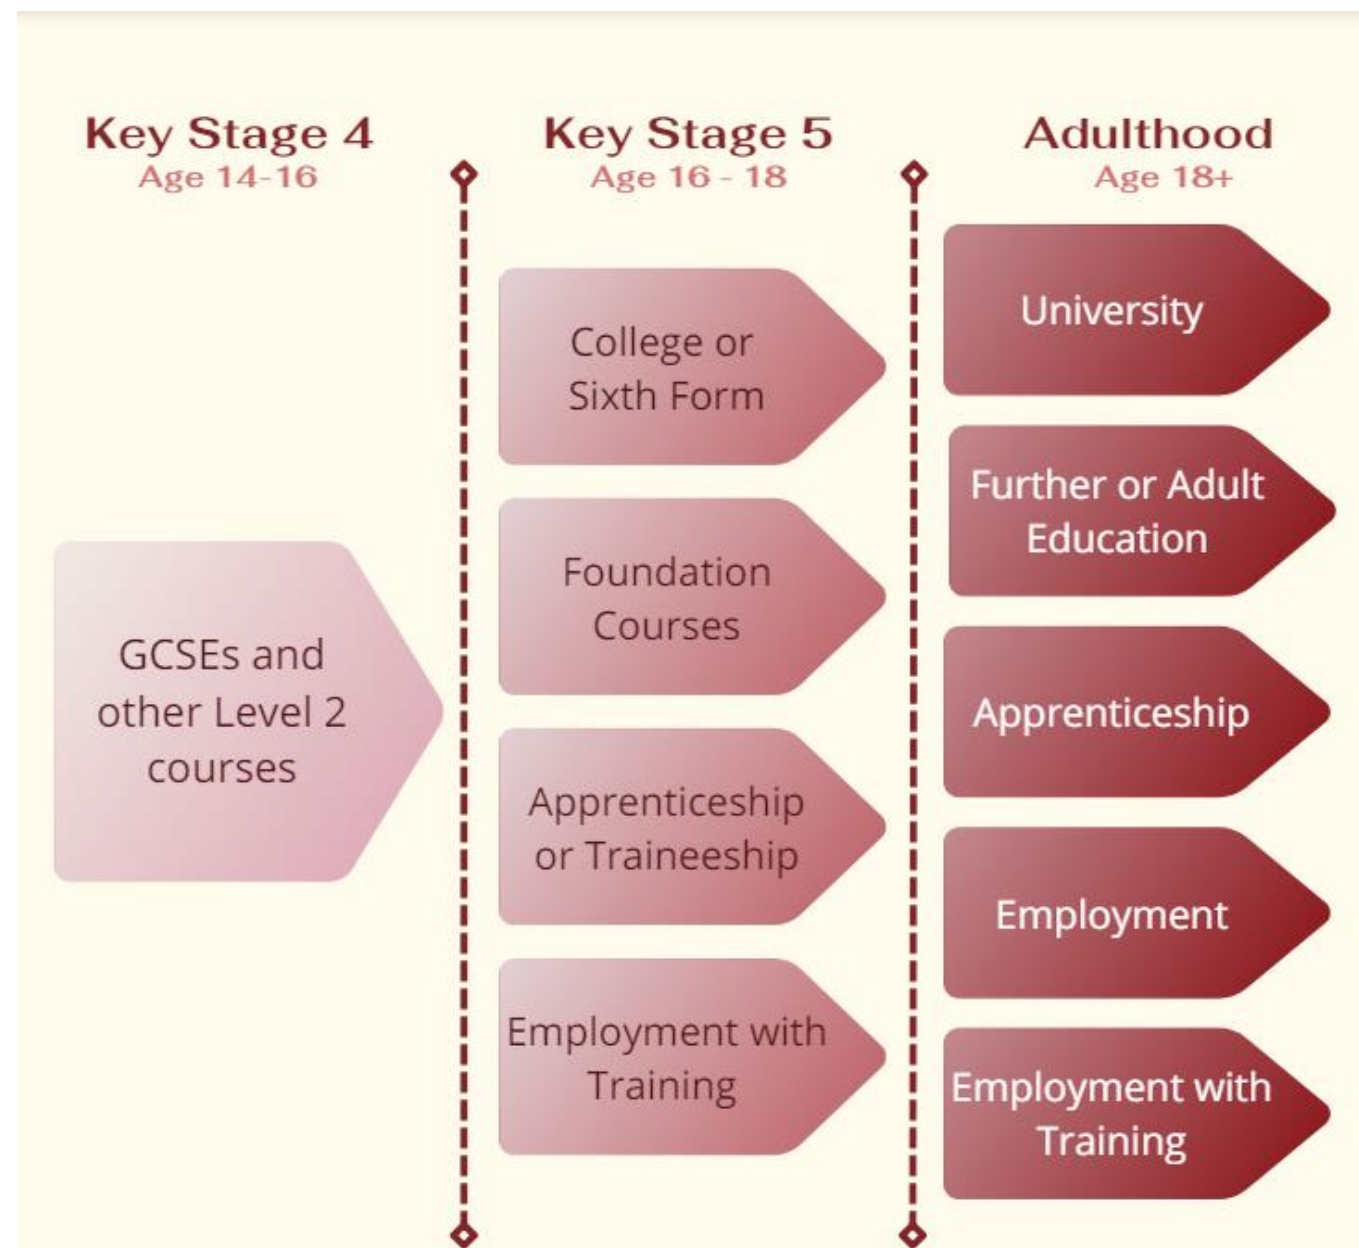 Key Stage 4
Age 14-16
GCSEs and
other Level 2
courses
Key Stage 5
Age 16 - 18
College or
Sixth Form
Foundation
Courses
Apprenticeship
or Traineeship
Employment with
Training
Adulthood
Age 18+
University
Further or Adult
Education
Apprenticeship
Employment
Employment with
Training